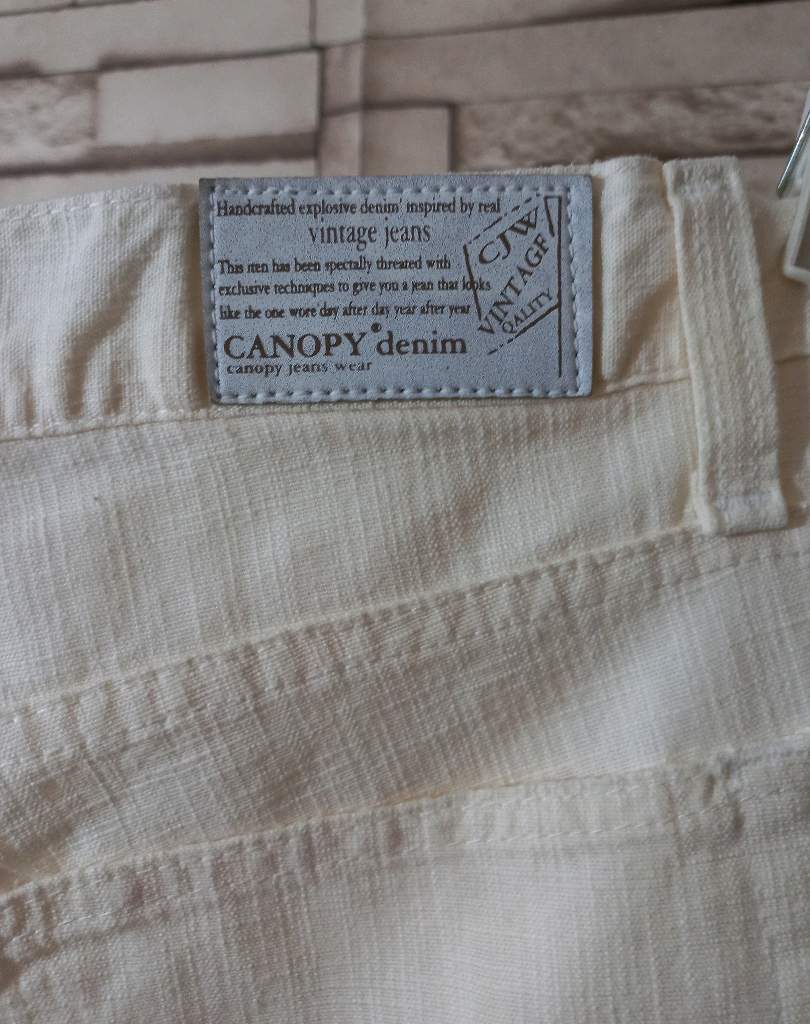 Handcrafted explosive denim' inspired by real
vintage jeans
This iten has been spectally threated with
exclusive techniques to give you a jean that looks
like the one wore day after day year after year
CANOPY® denim
canopy jeans wear
CJW
VINTAGE
QALITY